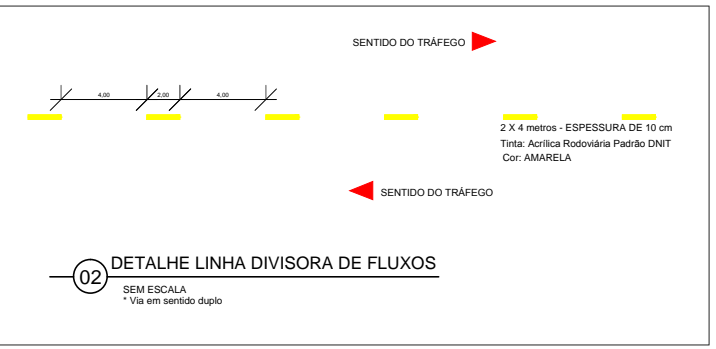 SENTIDO DO TRÁFEGO
4,00 2,00 4,00
2 X 4 metros - ESPESSURA DE 10 cm
Tinta: Acrílica Rodoviária Padrão DNIT
Cor: AMARELA
SENTIDO DO TRÁFEGO
02 DETALHE LINHA DIVISORA DE FLUXOS
SEM ESCALA
* Via em sentido duplo